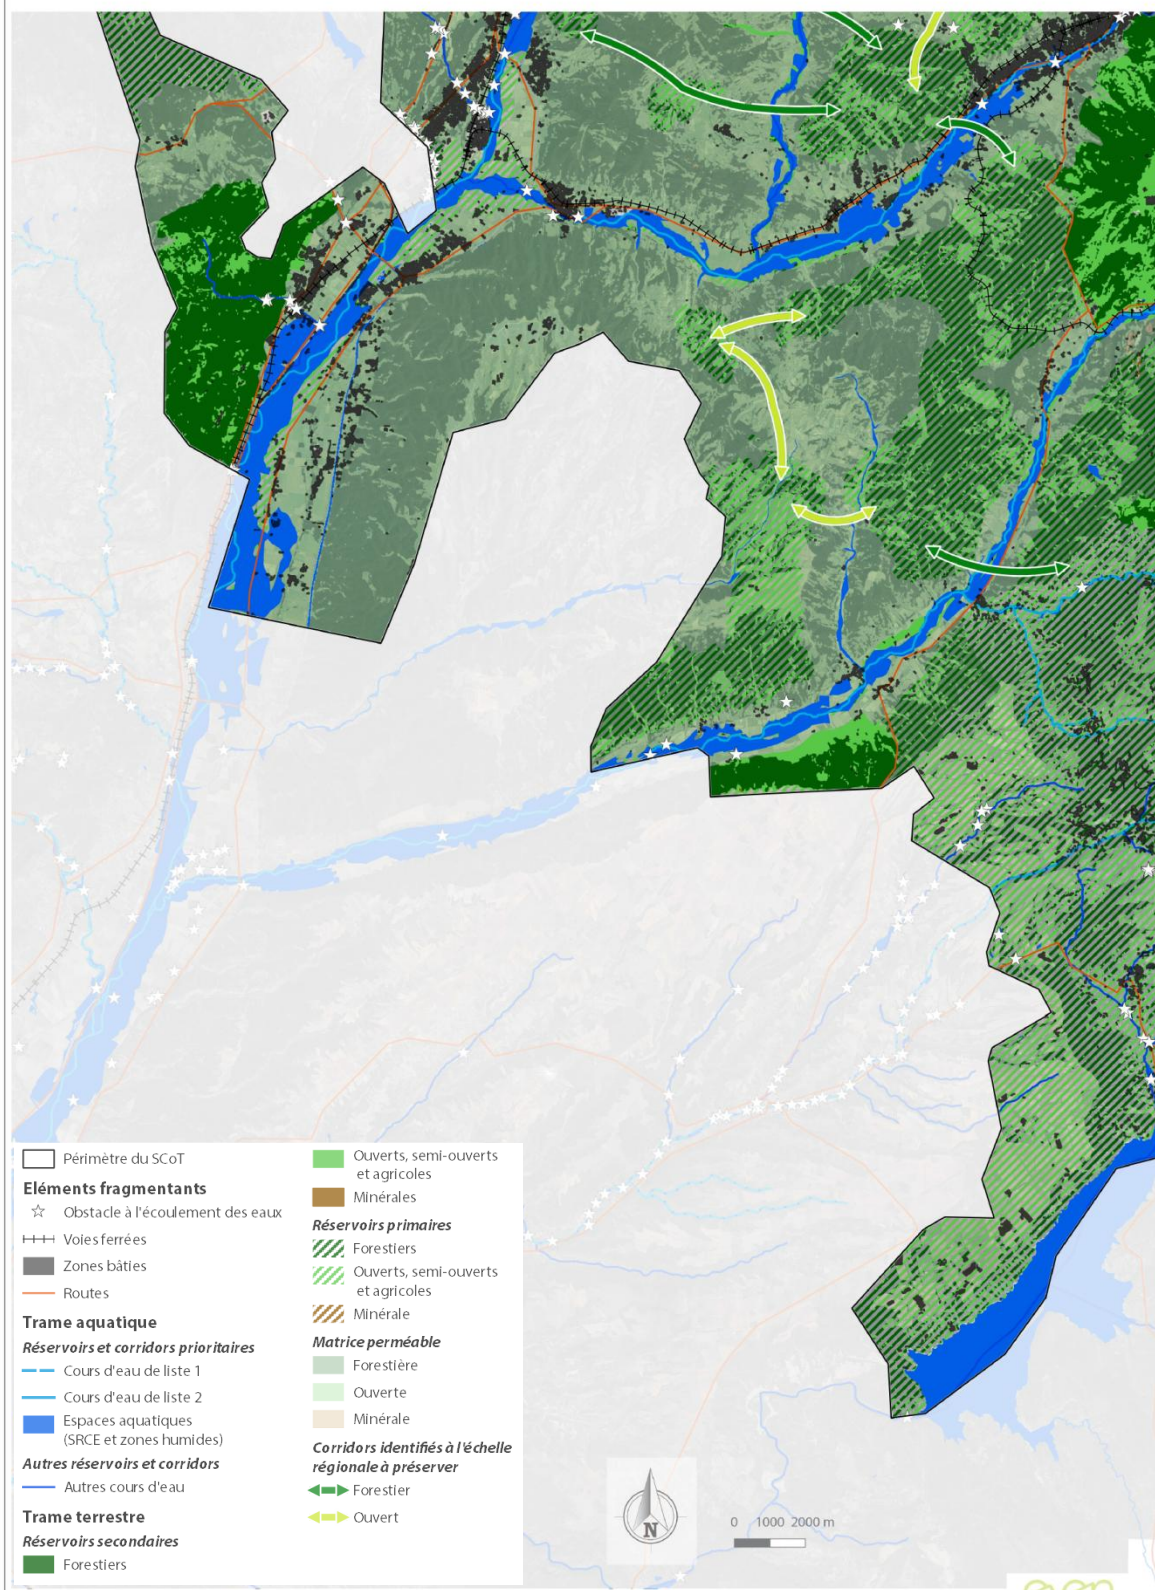 Périmètre du SCoT
Eléments fragmentants
Obstacle à l'écoulement des eaux
Voies ferrées
Zones bâties
Routes
Trame aquatique
Réservoirs et corridors prioritaires
Cours d'eau de liste 1
Cours d'eau de liste 2
Espaces aquatiques
(SRCE et zones humides)
Autres réservoirs et corridors
Autres cours d'eau
Trame terrestre
Réservoirs secondaires
Forestiers
Ouverts, semi-ouverts
et agricoles
Minérales
Réservoirs primaires
Forestiers
Ouverts, semi-ouverts
et agricoles
Minérale
Matrice perméable
Forestière
Ouverte
Minérale
Corridors identifiés à l'échelle
régionale à préserver
Forestier
Ouvert
N
0 1000 2000 m